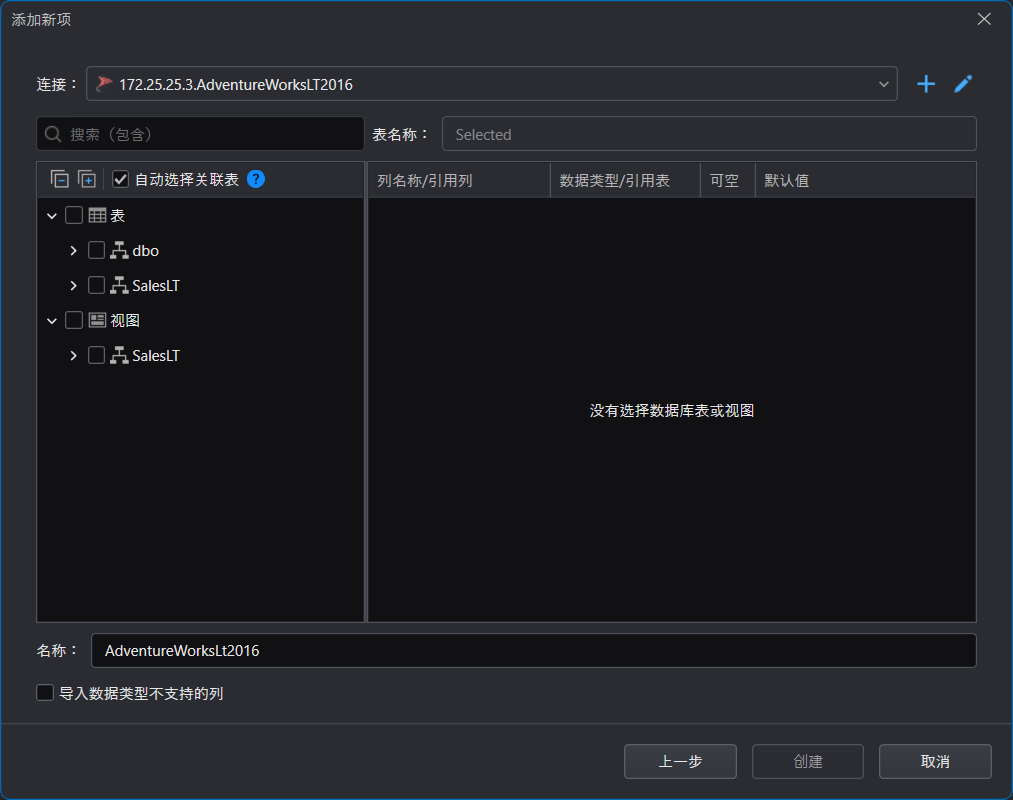 添加新项
连接： 172.25.25.3.AdventureWorksLT2016
搜索（包含） 表名称： Selected
自动选择关联表 ? 列名称/引用列 数据类型/引用表 可空 默认值
表
dbo
SalesLT
视图
SalesLT
没有选择数据库表或视图
名称： AdventureWorksLt2016
导入数据类型不支持的列
上一步 创建 取消